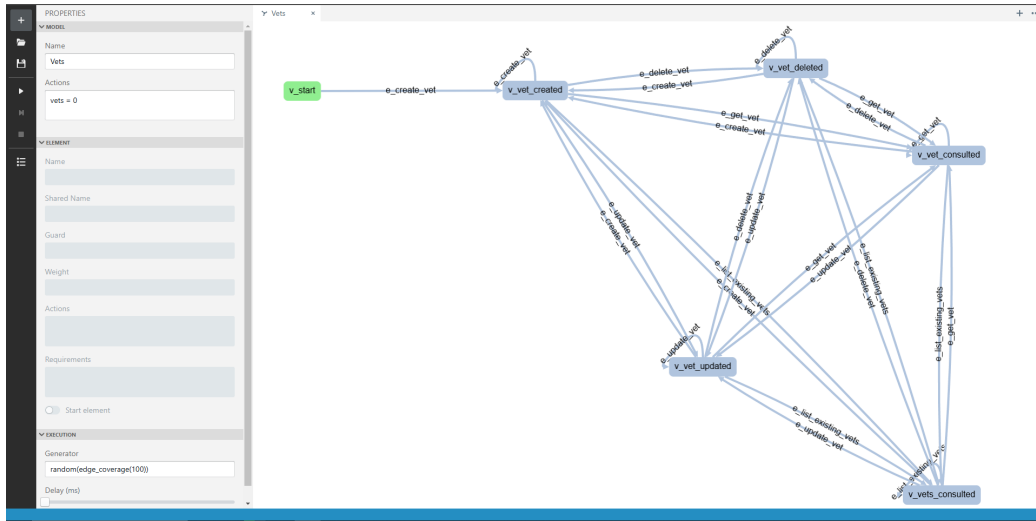 PROPERTIES
MODEL
Name
Vets
Actions
vets = 0
ELEMENT
Name
Shared Name
Guard
Weight
Actions
Requirements
Start element
EXECUTION
Generator
random(edge_coverage(100))
Delay (ms)
Vets
v_start
e_create_vet
e_create_vet
v_vet_created
e_delete_vet
e_create_vet
e_delete_vet
v_vet_deleted
e_get_vet
e_delete_vet
e_get_vet
e_create_vet
e_get_vet
v_vet_consulted
e_update_vet
e_create_vet
e_delete_vet
e_update_vet
e_get_vet
e_update_vet
e_list_existing_vets
e_delete_vet
e_list_existing_vets
e_create_vet
e_list_existing_vets
e_get_vet
e_update_vet
v_vet_updated
e_list_existing_vets
e_update_vet
e_list_existing_vets
v_vets_consulted